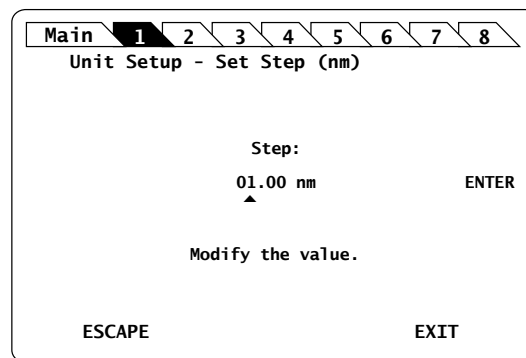 Main 1 2 3 4 5 6 7 8
Unit Setup - Set Step (nm)
Step:
01.00 nm ENTER
Modify the value.
ESCAPE EXIT